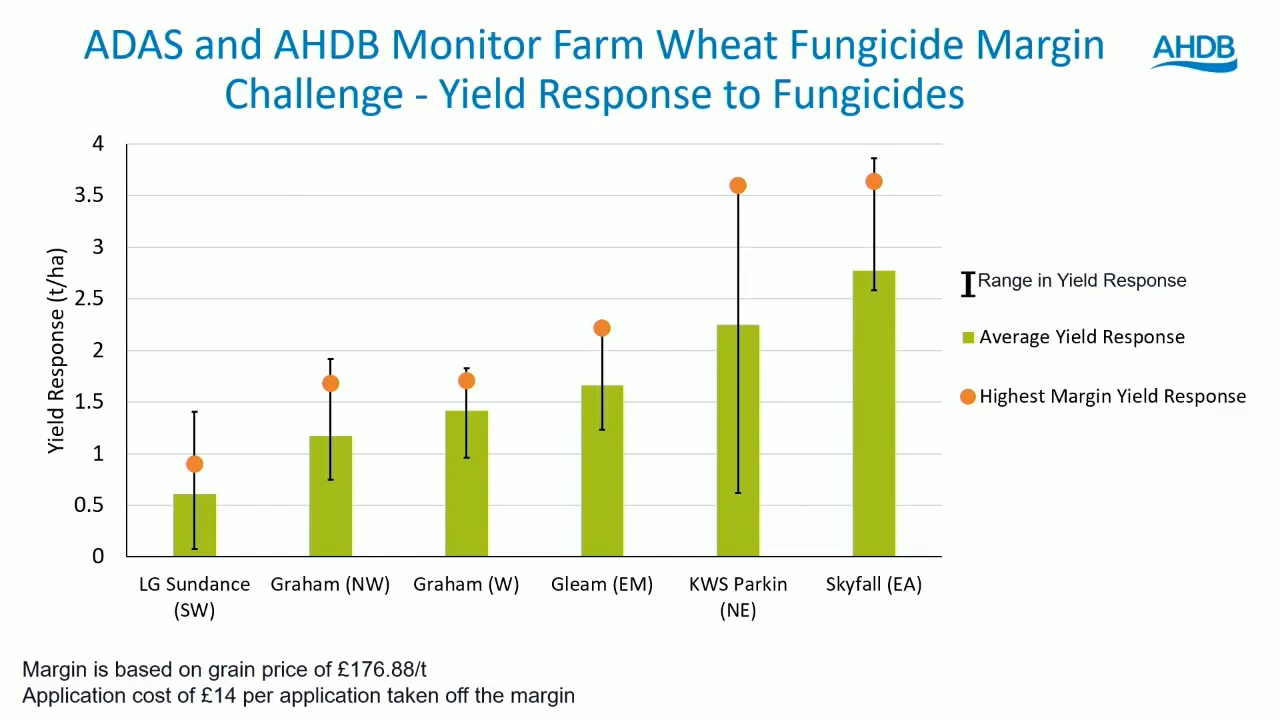 ADAS and AHDB Monitor Farm Wheat Fungicide Margin
Challenge - Yield Response to Fungicides
AHDB
Yield Response (t/ha)
4
3.5
3
2.5
2
1.5
1
0.5
0
LG Sundance
(SW)
Graham (NW)
Graham (W)
Gleam (EM)
KWS Parkin
(NE)
Skyfall (EA)
Range in Yield Response
Average Yield Response
Highest Margin Yield Response
Margin is based on grain price of £176.88/t
Application cost of £14 per application taken off the margin